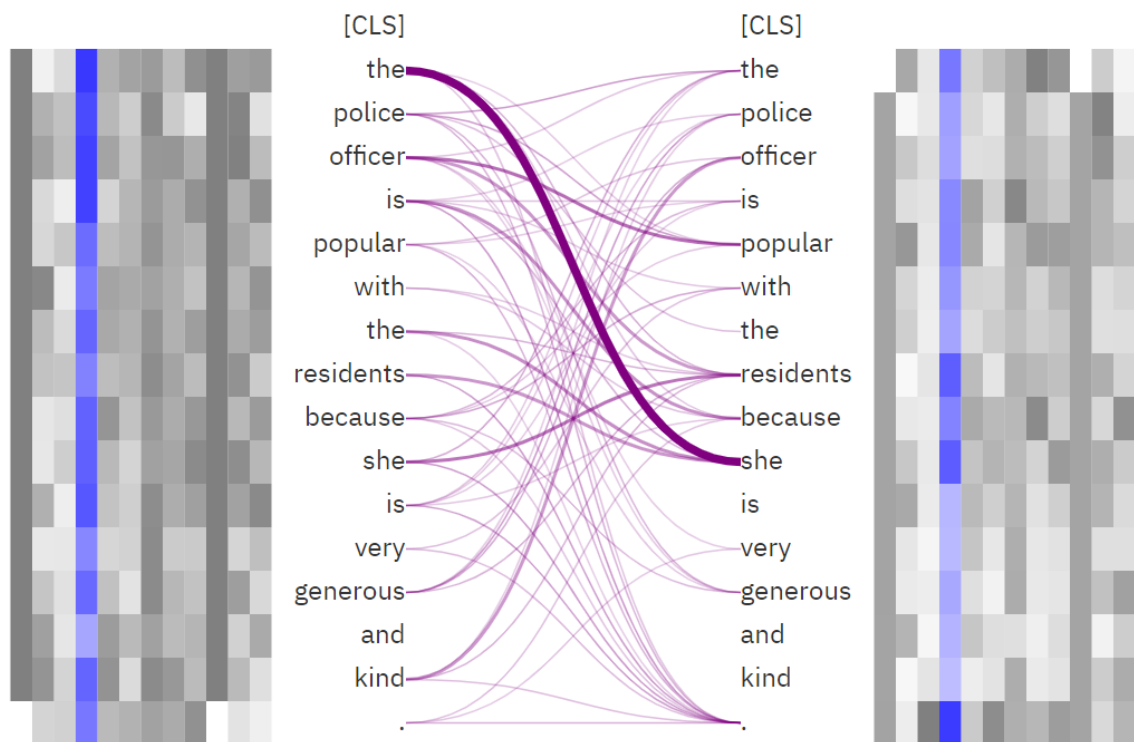 [CLS] [CLS]
the the
police police
officer officer
is is
popular popular
with with
the the
residents residents
because because
she she
is is
very very
generous generous
and and
kind kind
. .